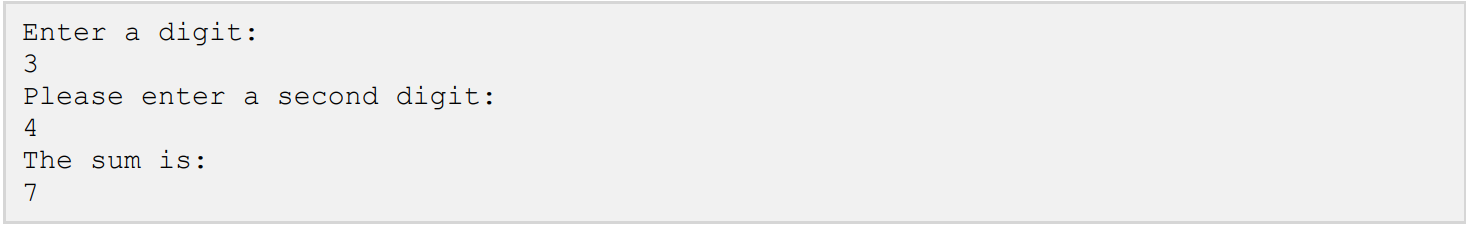 Enter a digit:
3
Please enter a second digit:
4
The sum is:
7